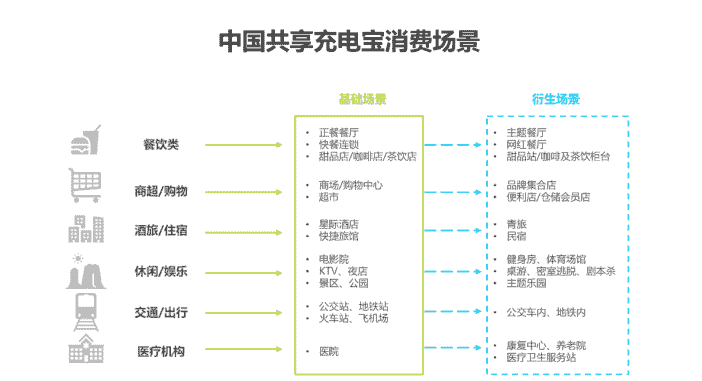 中国共享充电宝消费场景
基础场景
衍生场景
餐饮类
• 正餐餐厅
• 快餐连锁
• 甜品店/咖啡店/茶饮店
• 主题餐厅
• 网红餐厅
• 甜品站/咖啡及茶饮柜台
商超/购物
• 商场/购物中心
• 超市
• 品牌集合店
• 便利店/仓储会员店
酒旅/住宿
• 星际酒店
• 快捷旅馆
• 青旅
• 民宿
休闲/娱乐
• 电影院
• KTV、夜店
• 景区、公园
• 健身房、体育场馆
• 桌游、密室逃脱、剧本杀
• 主题乐园
交通/出行
• 公交站、地铁站
• 火车站、飞机场
• 公交车内、地铁内
医疗机构
• 医院
• 康复中心、养老院
• 医疗卫生服务站